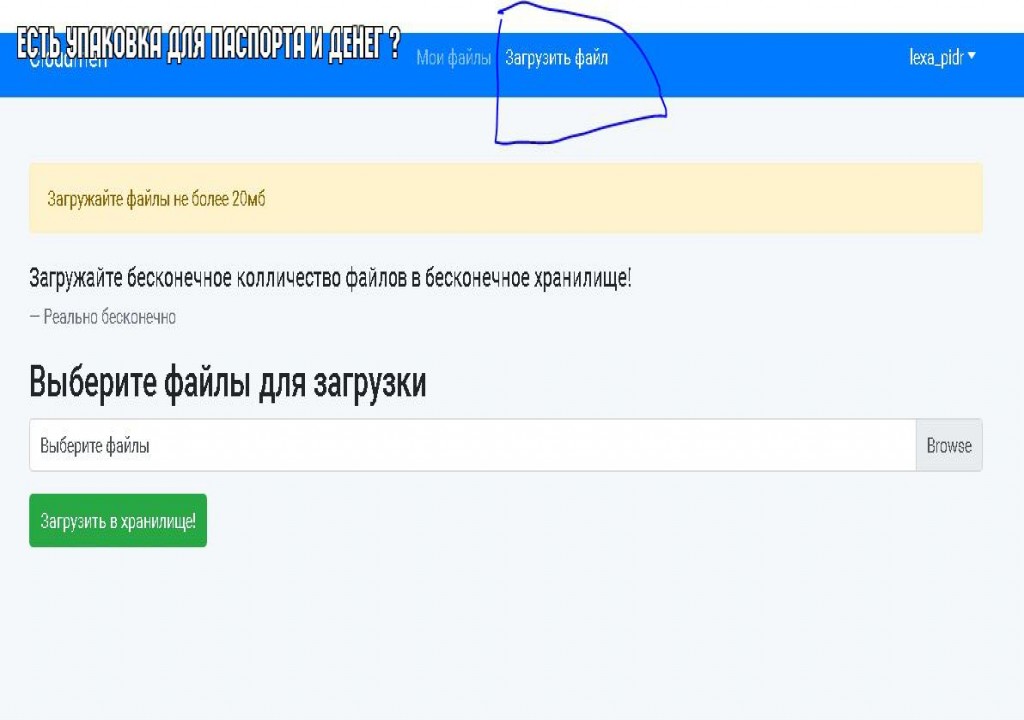 ЕСТЬ УПАКОВКА ДЛЯ ПАСПОРТА И ДЕНЕГ ?
Мои файлы Загрузить файл lexa_pidr
Загружайте файлы не более 20мб
Загружайте бесконечное колличество файлов в бесконечное хранилище!
— Реально бесконечно
Выберите файлы для загрузки
Выберите файлы Browse
Загрузить в хранилище!